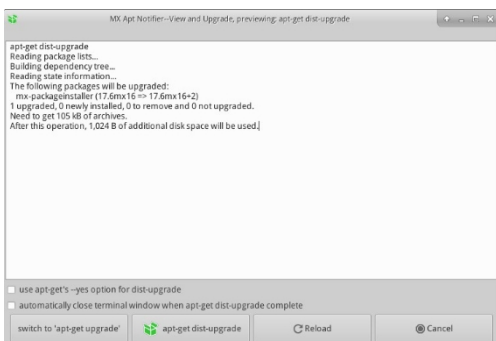 MX Apt Notifier--View and Upgrade, previewing: apt-get dist-upgrade
apt-get dist-upgrade
Reading package lists...
Building dependency tree...
Reading state information...
The following packages will be upgraded:
mx-packageinstaller (17.6mx16 => 17.6mx16+2)
1 upgraded, 0 newly installed, 0 to remove and 0 not upgraded.
Need to get 105 kB of archives.
After this operation, 1,024 B of additional disk space will be used.
use apt-get's --yes option for dist-upgrade
automatically close terminal window when apt-get dist-upgrade complete
switch to 'apt-get upgrade' apt-get dist-upgrade Reload Cancel